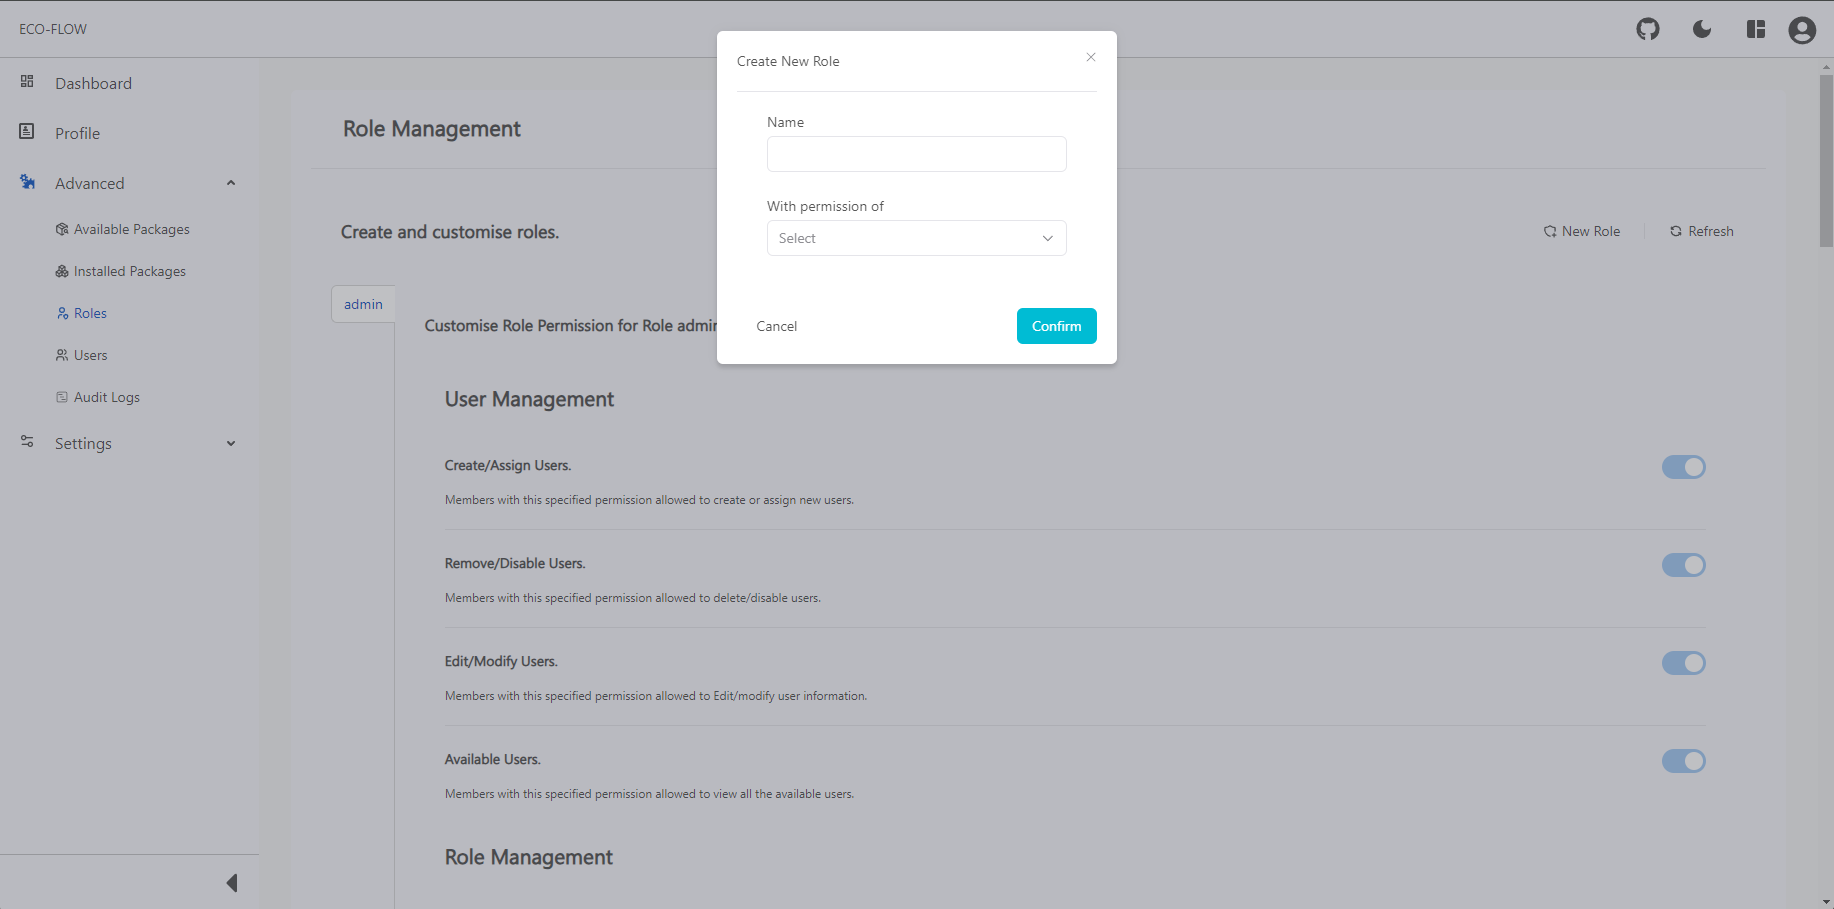 ECO-FLOW
Dashboard
Profile
Advanced
Available Packages
Installed Packages
Roles
Users
Audit Logs
Settings
Role Management
Create and customise roles.
New Role
Refresh
admin
Customise Role Permission for Role admin
User Management
Create/Assign Users.
Members with this specified permission allowed to create or assign new users.
Remove/Disable Users.
Members with this specified permission allowed to delete/disable users.
Edit/Modify Users.
Members with this specified permission allowed to Edit/modify user information.
Available Users.
Members with this specified permission allowed to view all the available users.
Role Management
Create New Role
Name
With permission of
Select
Cancel
Confirm